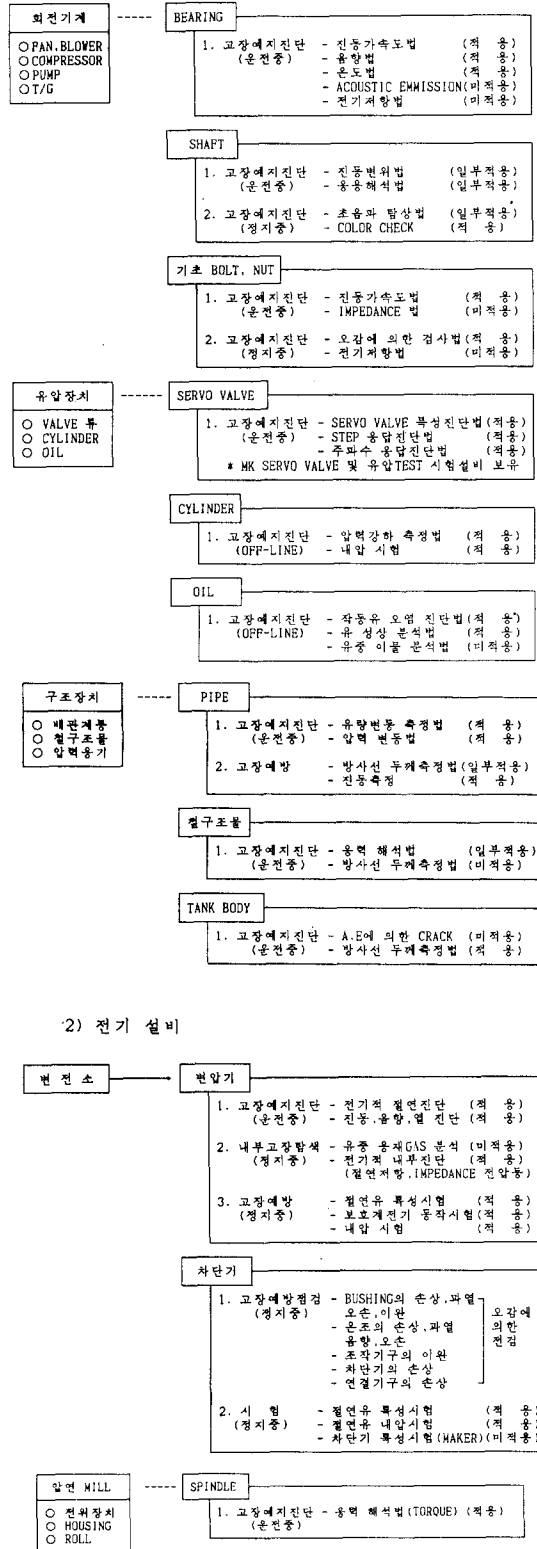 회전기계 ----- BEARING
○ FAN, BLOWER
○ COMPRESSOR
○ PUMP
○ T/G
1. 고장예지진단 - 진동가속도법 (적 용)
(운전중) - 음향법 (적 용)
- 온도법 (적 용)
- ACOUSTIC EMMISSION(미적용)
- 전기저항법 (미적용)
SHAFT
1. 고장예지진단 - 진동변위법 (일부적용)
(운전중) - 응용해석법 (일부적용)
2. 고장예지진단 - 초음파 탐상법 (일부적용)
(정지중) - COLOR CHECK (적 용)
기초 BOLT, NUT
1. 고장예지진단 - 진동가속도법 (적 용)
(운전중) - IMPEDANCE 법 (미적용)
2. 고장예지진단 - 오감에 의한 검사법(적 용)
(정지중) - 전기저항법 (미적용)
유압장치 ----- SERVO VALVE
○ VALVE 류
○ CYLINDER
○ OIL
1. 고장예지진단 - SERVO VALVE 특성진단법(적용)
(운전중) - STEP 응답진단법 (적용)
- 주파수 응답진단법 (적용)
* MK SERVO VALVE 및 유압TEST 시험설비 보유
CYLINDER
1. 고장예지진단 - 압력강하 측정법 (적 용)
(OFF-LINE) - 내압 시험 (적 용)
OIL
1. 고장예지진단 - 작동유 오염 진단법(적 용)
(OFF-LINE) - 유 성상 분석법 (적 용)
- 유중 이물 분석법 (미적용)
구조장치 ----- PIPE
○ 배관계통
○ 철구조물
○ 압력용기
1. 고장예지진단 - 유량변동 측정법 (적 용)
(운전중) - 압력 변동법 (적 용)
2. 고장예방 - 방사선 두께측정법(일부적용)
- 진동측정 (적 용)
철구조물
1. 고장예지진단 - 응력 해석법 (일부적용)
(운전중) - 방사선 두께측정법 (미적용)
TANK BODY
1. 고장예지진단 - A.E에 의한 CRACK (미적용)
(운전중) - 방사선 두께측정법 (적 용)
2) 전기 설비
변 전 소 변압기
1. 고장예지진단 - 전기적 절연진단 (적 용)
(운전중) - 진동,음향,열 진단 (적 용)
2. 내부고장탐색 - 유중 용재GAS 분석 (미적용)
(정지중) - 전기적 내부진단 (적 용)
(절연저항,IMPEDANCE 전압등)
3. 고장예방 - 절연유 특성시험 (적 용)
(정지중) - 보호계전기 동작시험(적 용)
- 내압 시험 (적 용)
차단기
1. 고장예방점검 - BUSHING의 손상,과열
(정지중) 오손,이완 오감에
- 온조의 손상,과열 의한
음향,오손 전검
- 조작기구의 이완
- 차단기의 손상
- 연결기구의 손상
2. 시 험 - 절연유 특성시험 (적 용)
(정지중) - 절연유 내압시험 (적 용)
- 차단기 특성시험(MAKER)(미적용)
압연 MILL ----- SPINDLE
○ 전위장치
○ HOUSING
○ ROLL
1. 고장예지진단 - 응력 해석법(TORQUE) (적용)
(운전중)